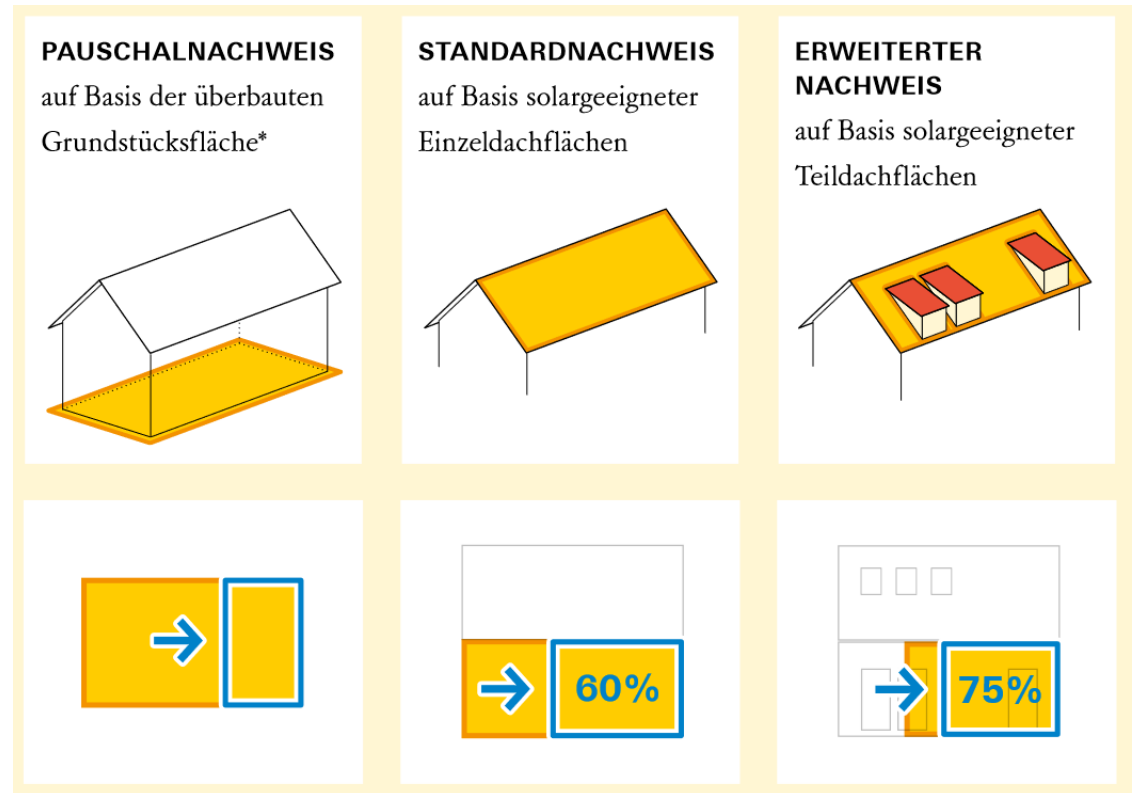 PAUSCHALNACHWEIS
auf Basis der überbauten
Grundstücksfläche*
STANDARDNACHWEIS
auf Basis solargeeigneter
Einzeldachflächen
ERWEITERTER
NACHWEIS
auf Basis solargeeigneter
Teildachflächen
60%
75%